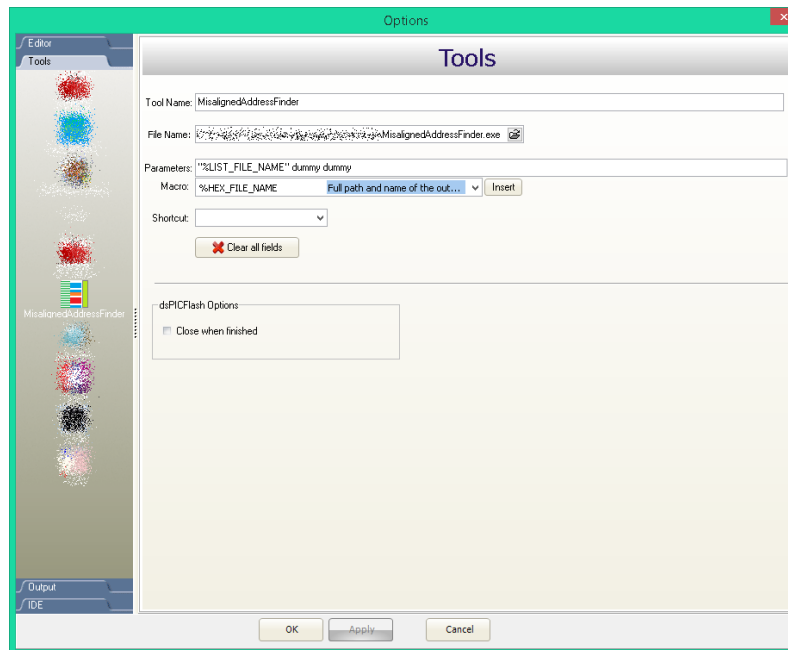 Options
Editor
Tools
Tools
Tool Name: MisalignedAddressFinder
File Name: MisalignedAddressFinder.exe
Parameters: "%LIST_FILE_NAME" dummy dummy
Macro: %HEX_FILE_NAME Full path and name of the out... Insert
Shortcut:
Clear all fields
MisalignedAddressFinder
dsPICFlash Options
Close when finished
Output
IDE
OK Apply Cancel